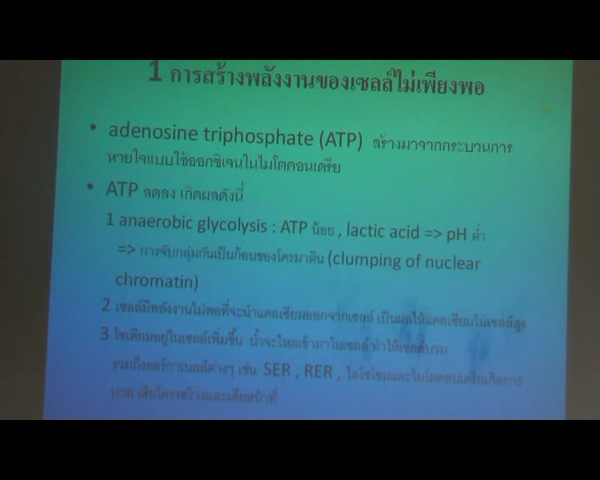 1 การสร้างพลังงานของเซลล์ไม่เพียงพอ
• adenosine triphosphate (ATP) สร้างมาจากกระบวนการ
หายใจแบบใช้ออกซิเจนในไมโตคอนเดรีย
• ATP ลดลง เกิดผลดังนี้
1 anaerobic glycolysis : ATP น้อย , lactic acid => pH ต่ำ
=> การจับกลุ่มกันเป็นก้อนของโครมาติน (clumping of nuclear
chromatin)
2 เซลล์มีพลังงานไม่พอที่จะนำแคลเซียมออกจากเซลล์ เป็นผลให้แคลเซียมในเซลล์สูง
3 โซเดียมอยู่ในเซลล์เพิ่มขึ้น น้ำจะไหลเข้ามาในเซลล์ ทำให้เซลล์บวม
รวมถึงออร์กาเนลล์ต่างๆ เช่น SER , RER , ไลโซโซมและไมโตคอนเดรียเกิดการ
บวม เสียโครงสร้างและเสียหน้าที่